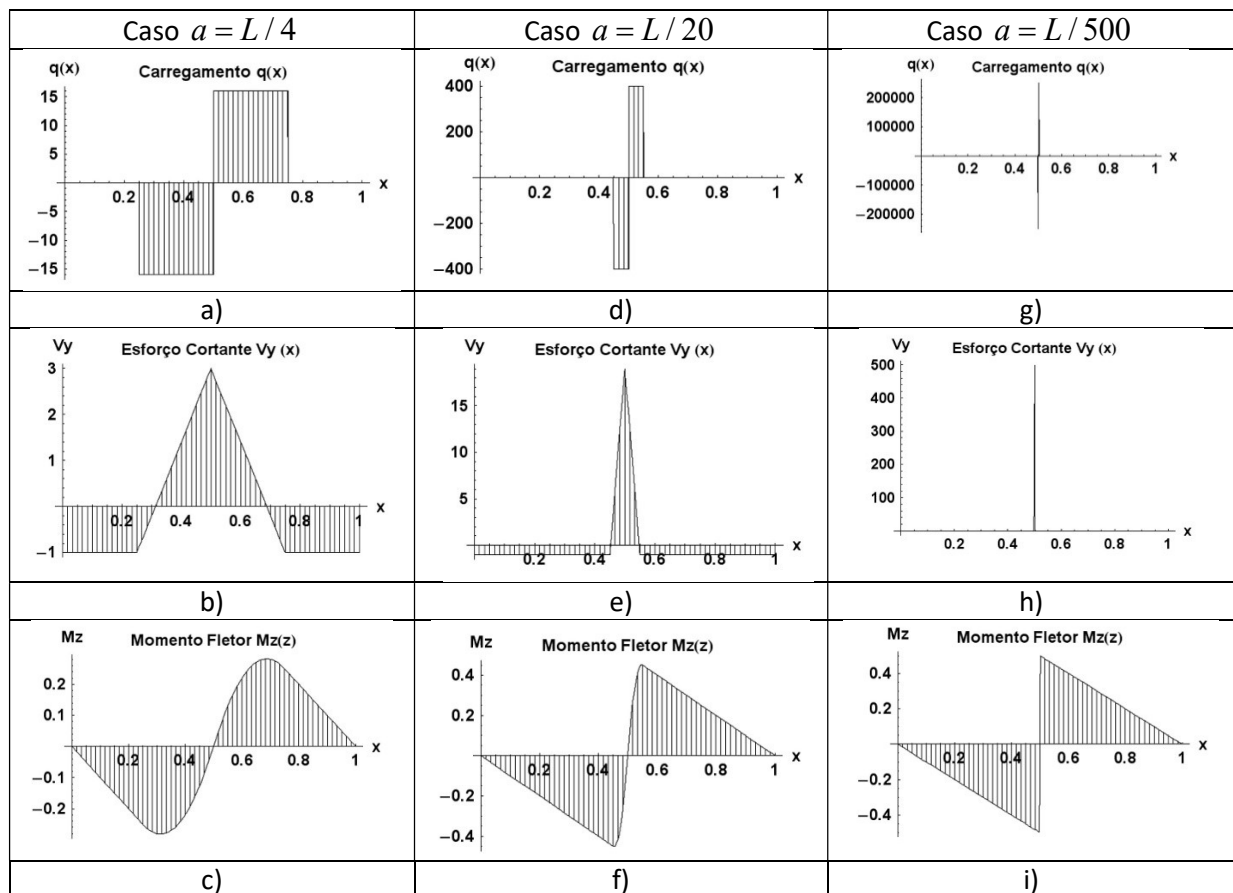 Caso a = L / 4 Caso a = L / 20 Caso a = L / 500
q(x) Carregamento q(x)
15
10
5
0.2 0.4 0.6 0.8 1 x
−5
−10
−15
q(x) Carregamento q(x)
400
200
0.2 0.4 0.6 0.8 1 x
−200
−400
q(x) Carregamento q(x)
200000
100000
0.2 0.4 0.6 0.8 1 x
−100000
−200000
a) d) g)
Vy Esforço Cortante Vy (x)
3
2
1
0.2 0.4 0.6 0.8 1 x
−1
Vy Esforço Cortante Vy (x)
15
10
5
0.2 0.4 0.6 0.8 1 x
Vy Esforço Cortante Vy (x)
500
400
300
200
100
0.2 0.4 0.6 0.8 1 x
b) e) h)
Mz Momento Fletor Mz(z)
0.2
0.1
0.2 0.4 0.6 0.8 1 x
−0.1
−0.2
Mz Momento Fletor Mz(z)
0.4
0.2
0.2 0.4 0.6 0.8 1 x
−0.2
−0.4
Mz Momento Fletor Mz(z)
0.4
0.2
0.2 0.4 0.6 0.8 1 x
−0.2
−0.4
c) f) i)